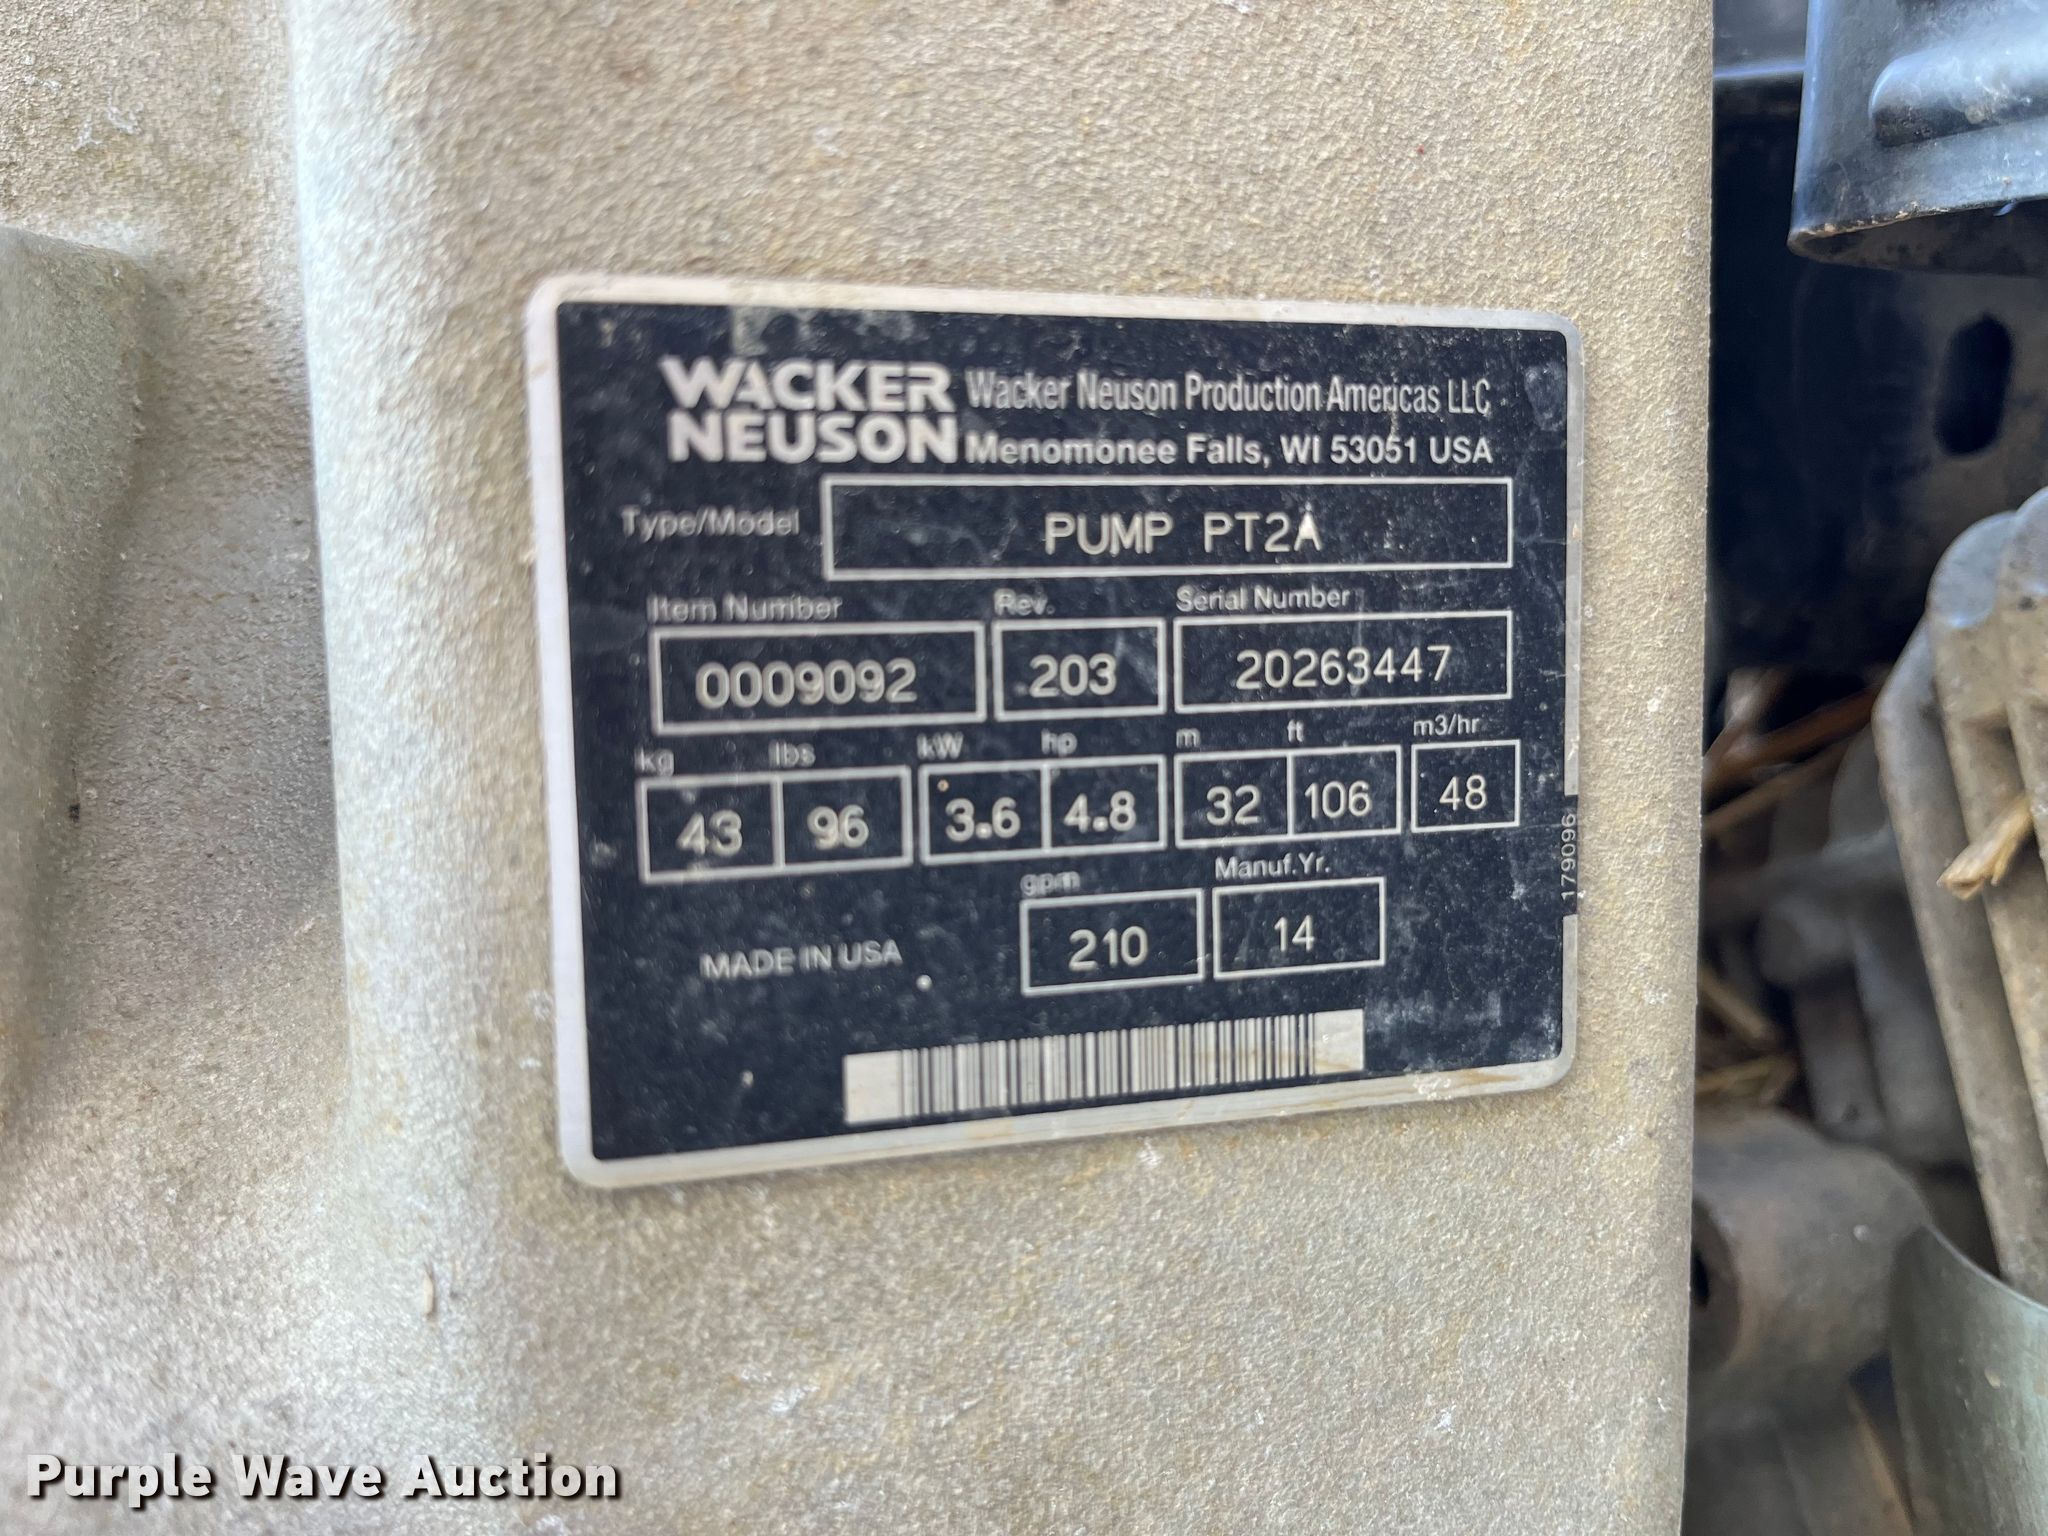 WACKER NEUSON
Wacker Neuson Production Americas LLC
Menomonee Falls, WI 53051 USA
Type/Model PUMP PT2A
Item Number Rev. Serial Number
0009092 203 20263447
kg lbs kW hp m ft m3/hr
43 96 3.6 4.8 32 106 48
gpm Manuf.Yr.
MADE IN USA 210 14
179096
Purple Wave Auction